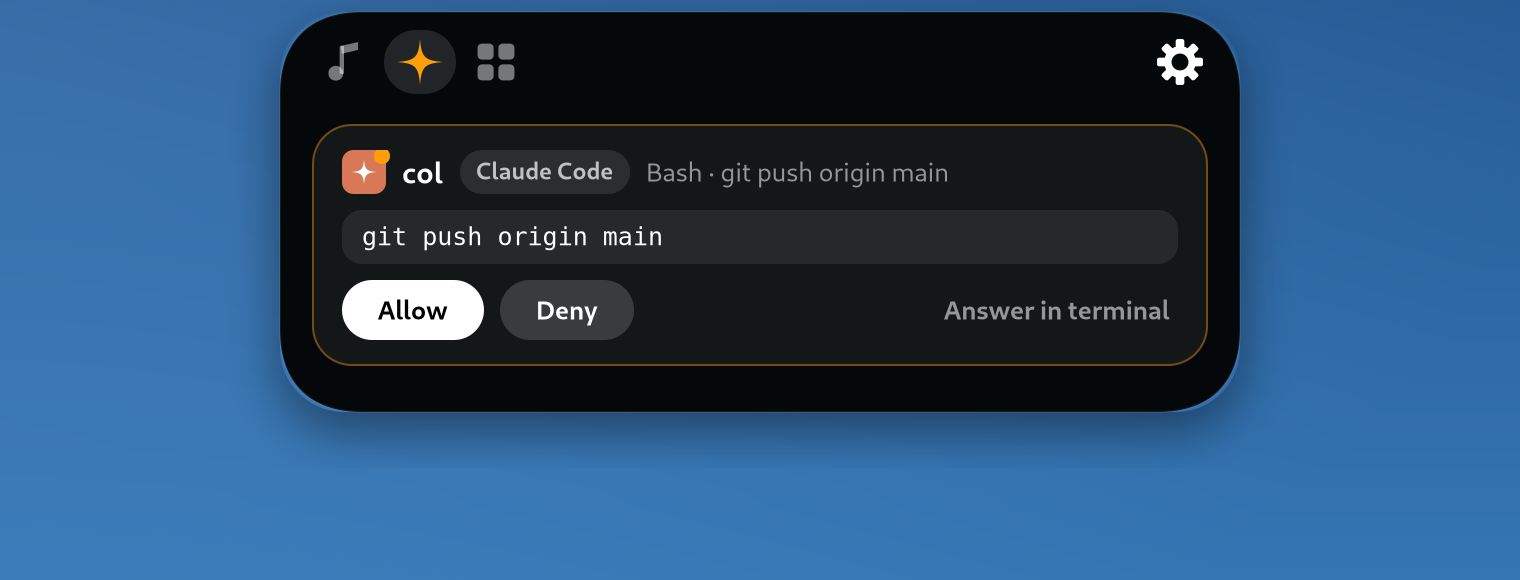 col Claude Code Bash · git push origin main
git push origin main
Allow Deny Answer in terminal